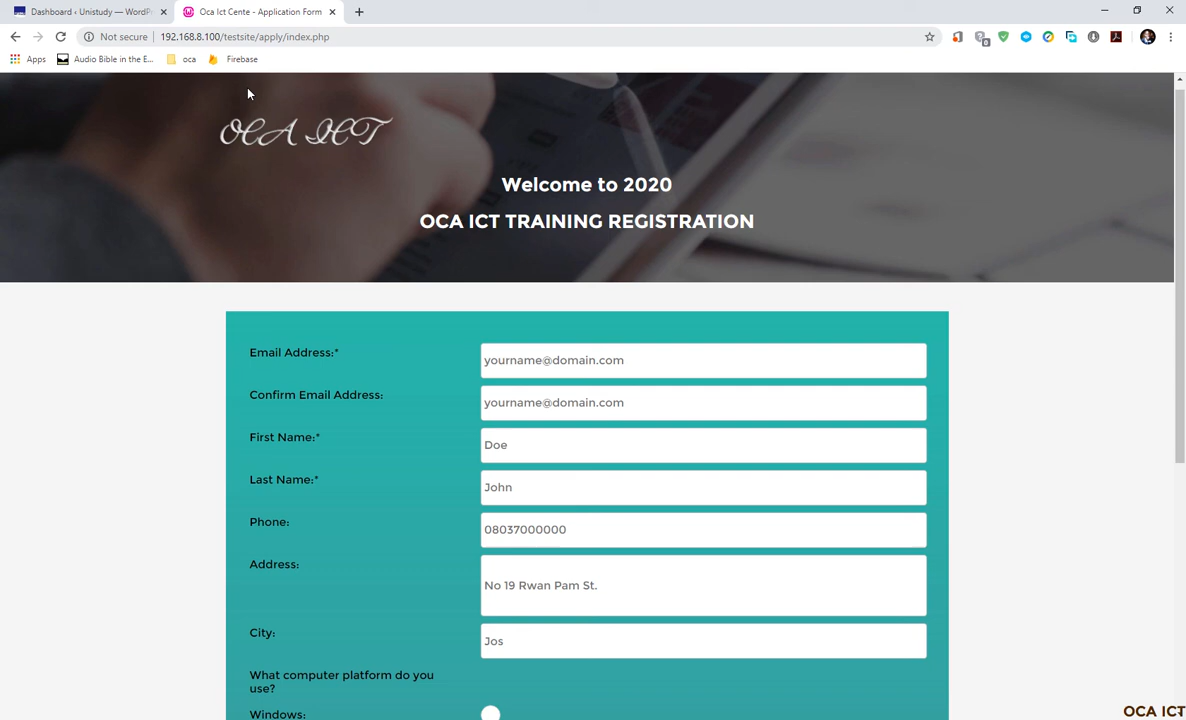 Dashboard ‹ Unistudy — WordPr
Oca Ict Cente - Application Form
Not secure
192.168.8.100/testsite/apply/index.php
Apps
Audio Bible in the E...
oca
Firebase
OCA ICT
Welcome to 2020
OCA ICT TRAINING REGISTRATION
Email Address:*
yourname@domain.com
Confirm Email Address:
yourname@domain.com
First Name:*
Doe
Last Name:*
John
Phone:
08037000000
Address:
No 19 Rwan Pam St.
City:
Jos
What computer platform do you
use?
Windows:
OCA ICT